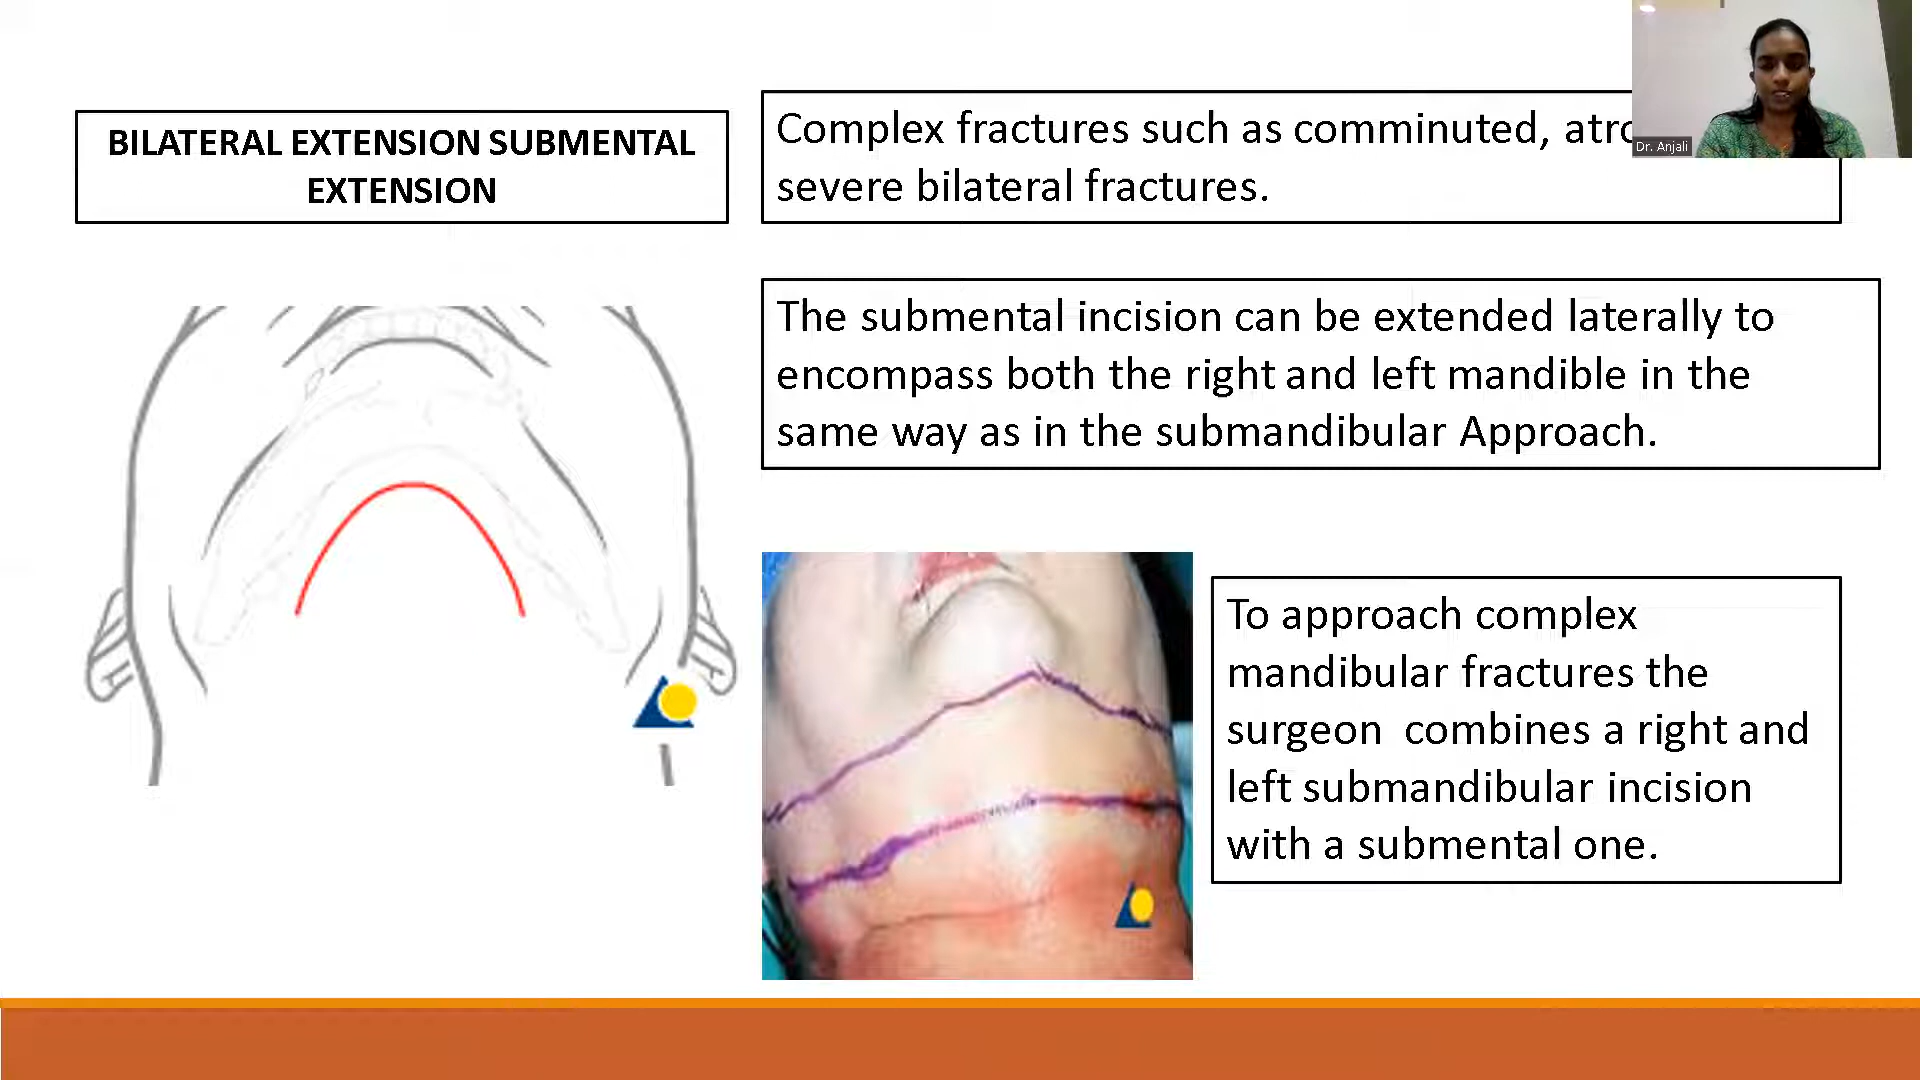 BILATERAL EXTENSION SUBMENTAL
EXTENSION
Complex fractures such as comminuted,
severe bilateral fractures.
The submental incision can be extended laterally to
encompass both the right and left mandible in the
same way as in the submandibular Approach.
To approach complex
mandibular fractures the
surgeon combines a right and
left submandibular incision
with a submental one.
Dr. Anjali